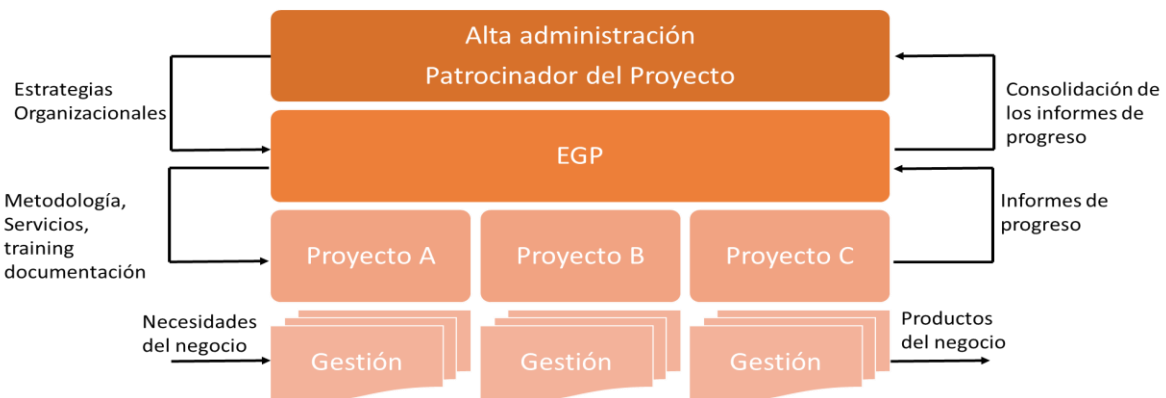 Alta administración
Patrocinador del Proyecto
Estrategias
Organizacionales
Consolidación de
los informes de
progreso
EGP
Metodología,
Servicios,
training
documentación
Informes de
progreso
Proyecto A
Proyecto B
Proyecto C
Necesidades
del negocio
Gestión
Gestión
Gestión
Productos
del negocio